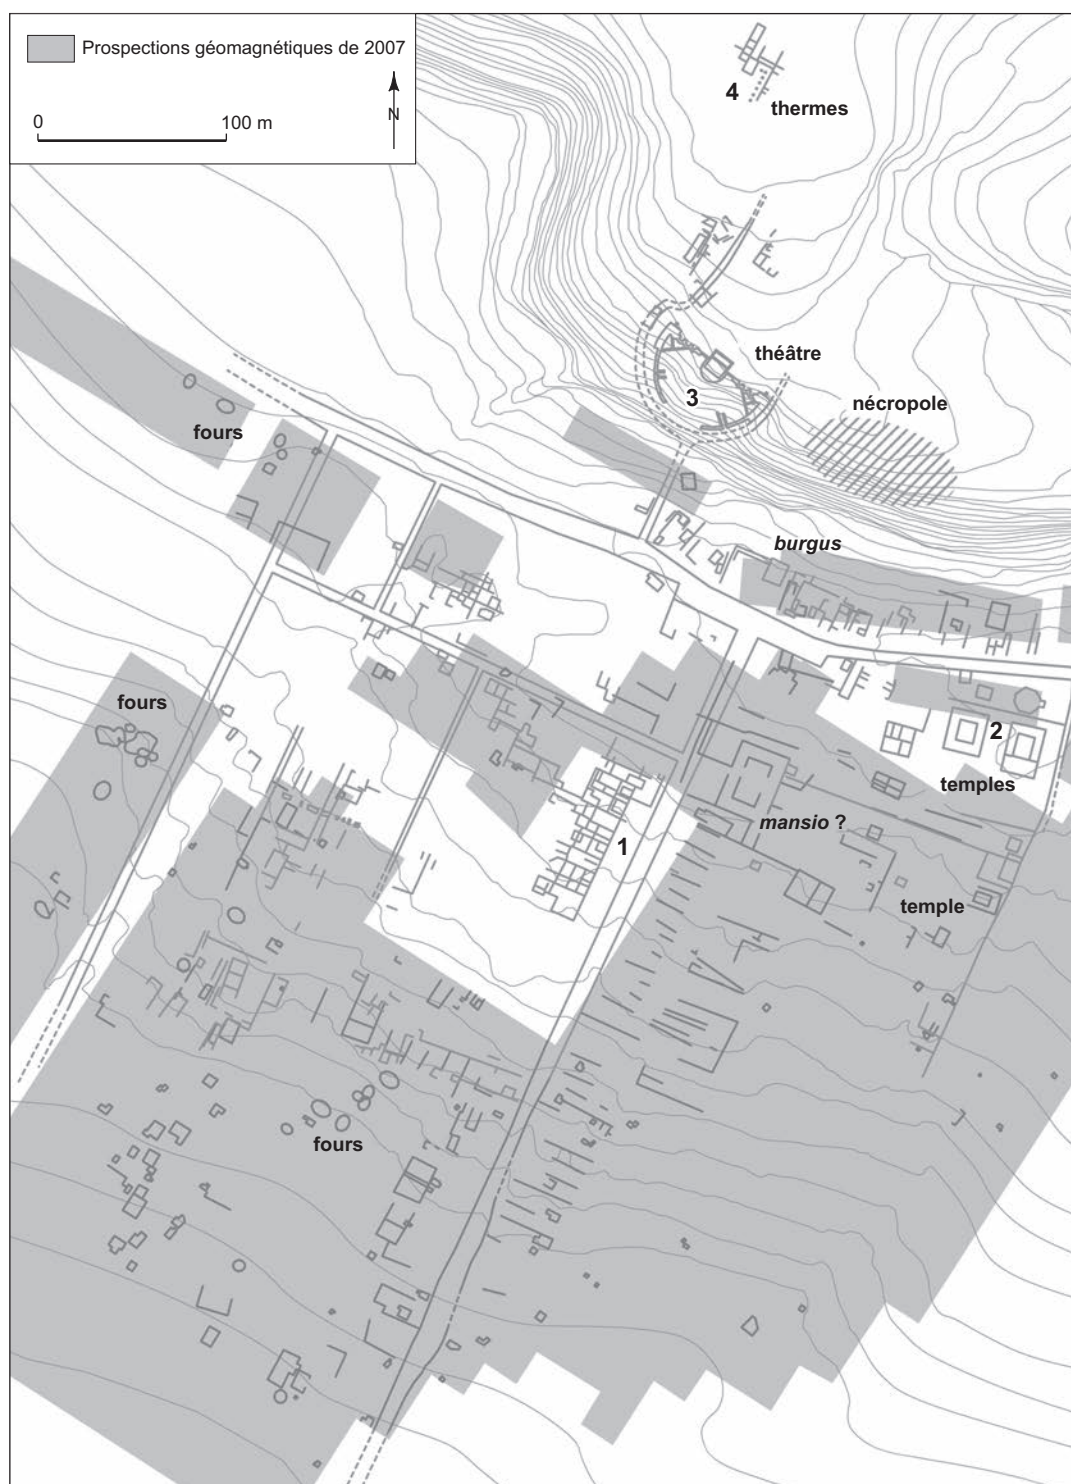 Prospections géomagnétiques de 2007
0 100 m
N
4
thermes
théâtre
3
nécropole
fours
burgus
fours
2
temples
mansio ?
1
temple
fours